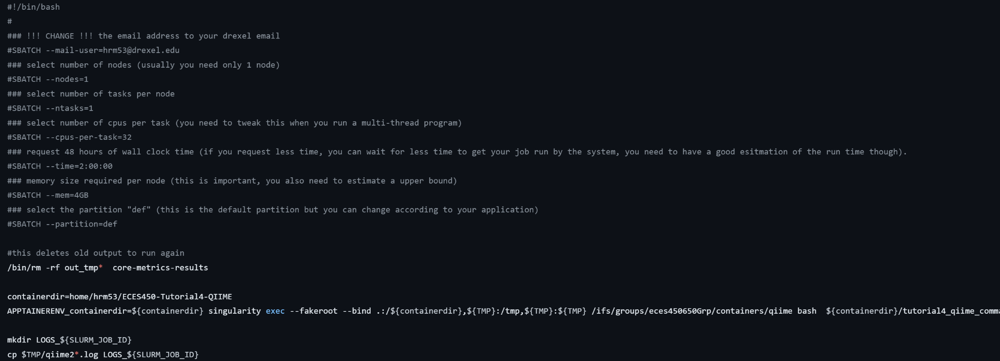 #!/bin/bash
#
### !!! CHANGE !!! the email address to your drexel email
#SBATCH --mail-user=hrm53@drexel.edu
### select number of nodes (usually you need only 1 node)
#SBATCH --nodes=1
### select number of tasks per node
#SBATCH --ntasks=1
### select number of cpus per task (you need to tweak this when you run a multi-thread program)
#SBATCH --cpus-per-task=32
### request 48 hours of wall clock time (if you request less time, you can wait for less time to get your job run by the system, you need to have a good esitmation of the run time though).
#SBATCH --time=2:00:00
### memory size required per node (this is important, you also need to estimate a upper bound)
#SBATCH --mem=4GB
### select the partition "def" (this is the default partition but you can change according to your application)
#SBATCH --partition=def
#this deletes old output to run again
/bin/rm -rf out_tmp*  core-metrics-results
containerdir=home/hrm53/ECES450-Tutorial4-QIIME
APPTAINERENV_containerdir=${containerdir} singularity exec --fakeroot --bind .:/${containerdir},${TMP}:/tmp,${TMP}:${TMP} /ifs/groups/eces450650Grp/containers/qiime bash  ${containerdir}/tutorial4_qiime_comm
mkdir LOGS_${SLURM_JOB_ID}
cp $TMP/qiime2*.log LOGS_${SLURM_JOB_ID}